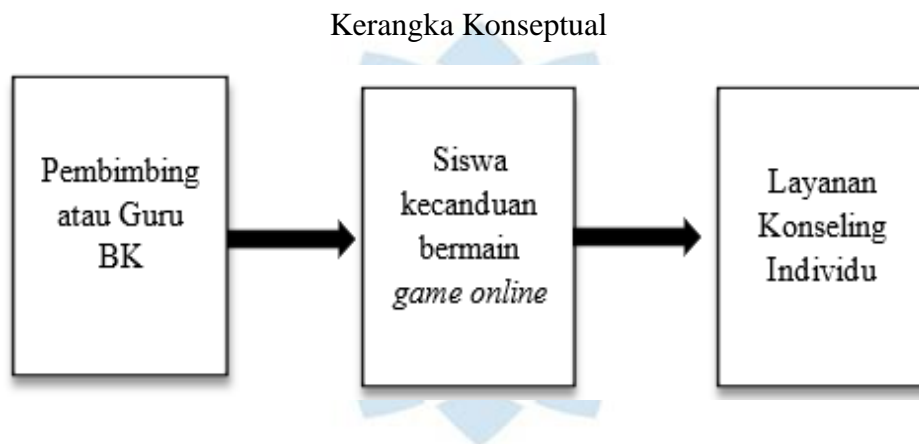 Kerangka Konseptual
Pembimbing
atau Guru
BK
Siswa
kecanduan
bermain
game online
Layanan
Konseling
Individu